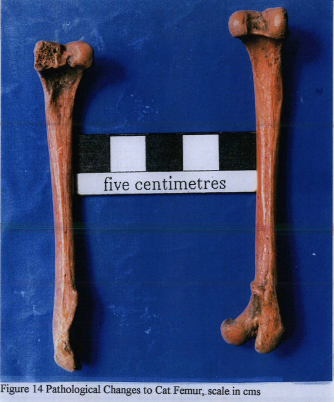 five centimetres
Figure 14 Pathological Changes to Cat Femur, scale in cms